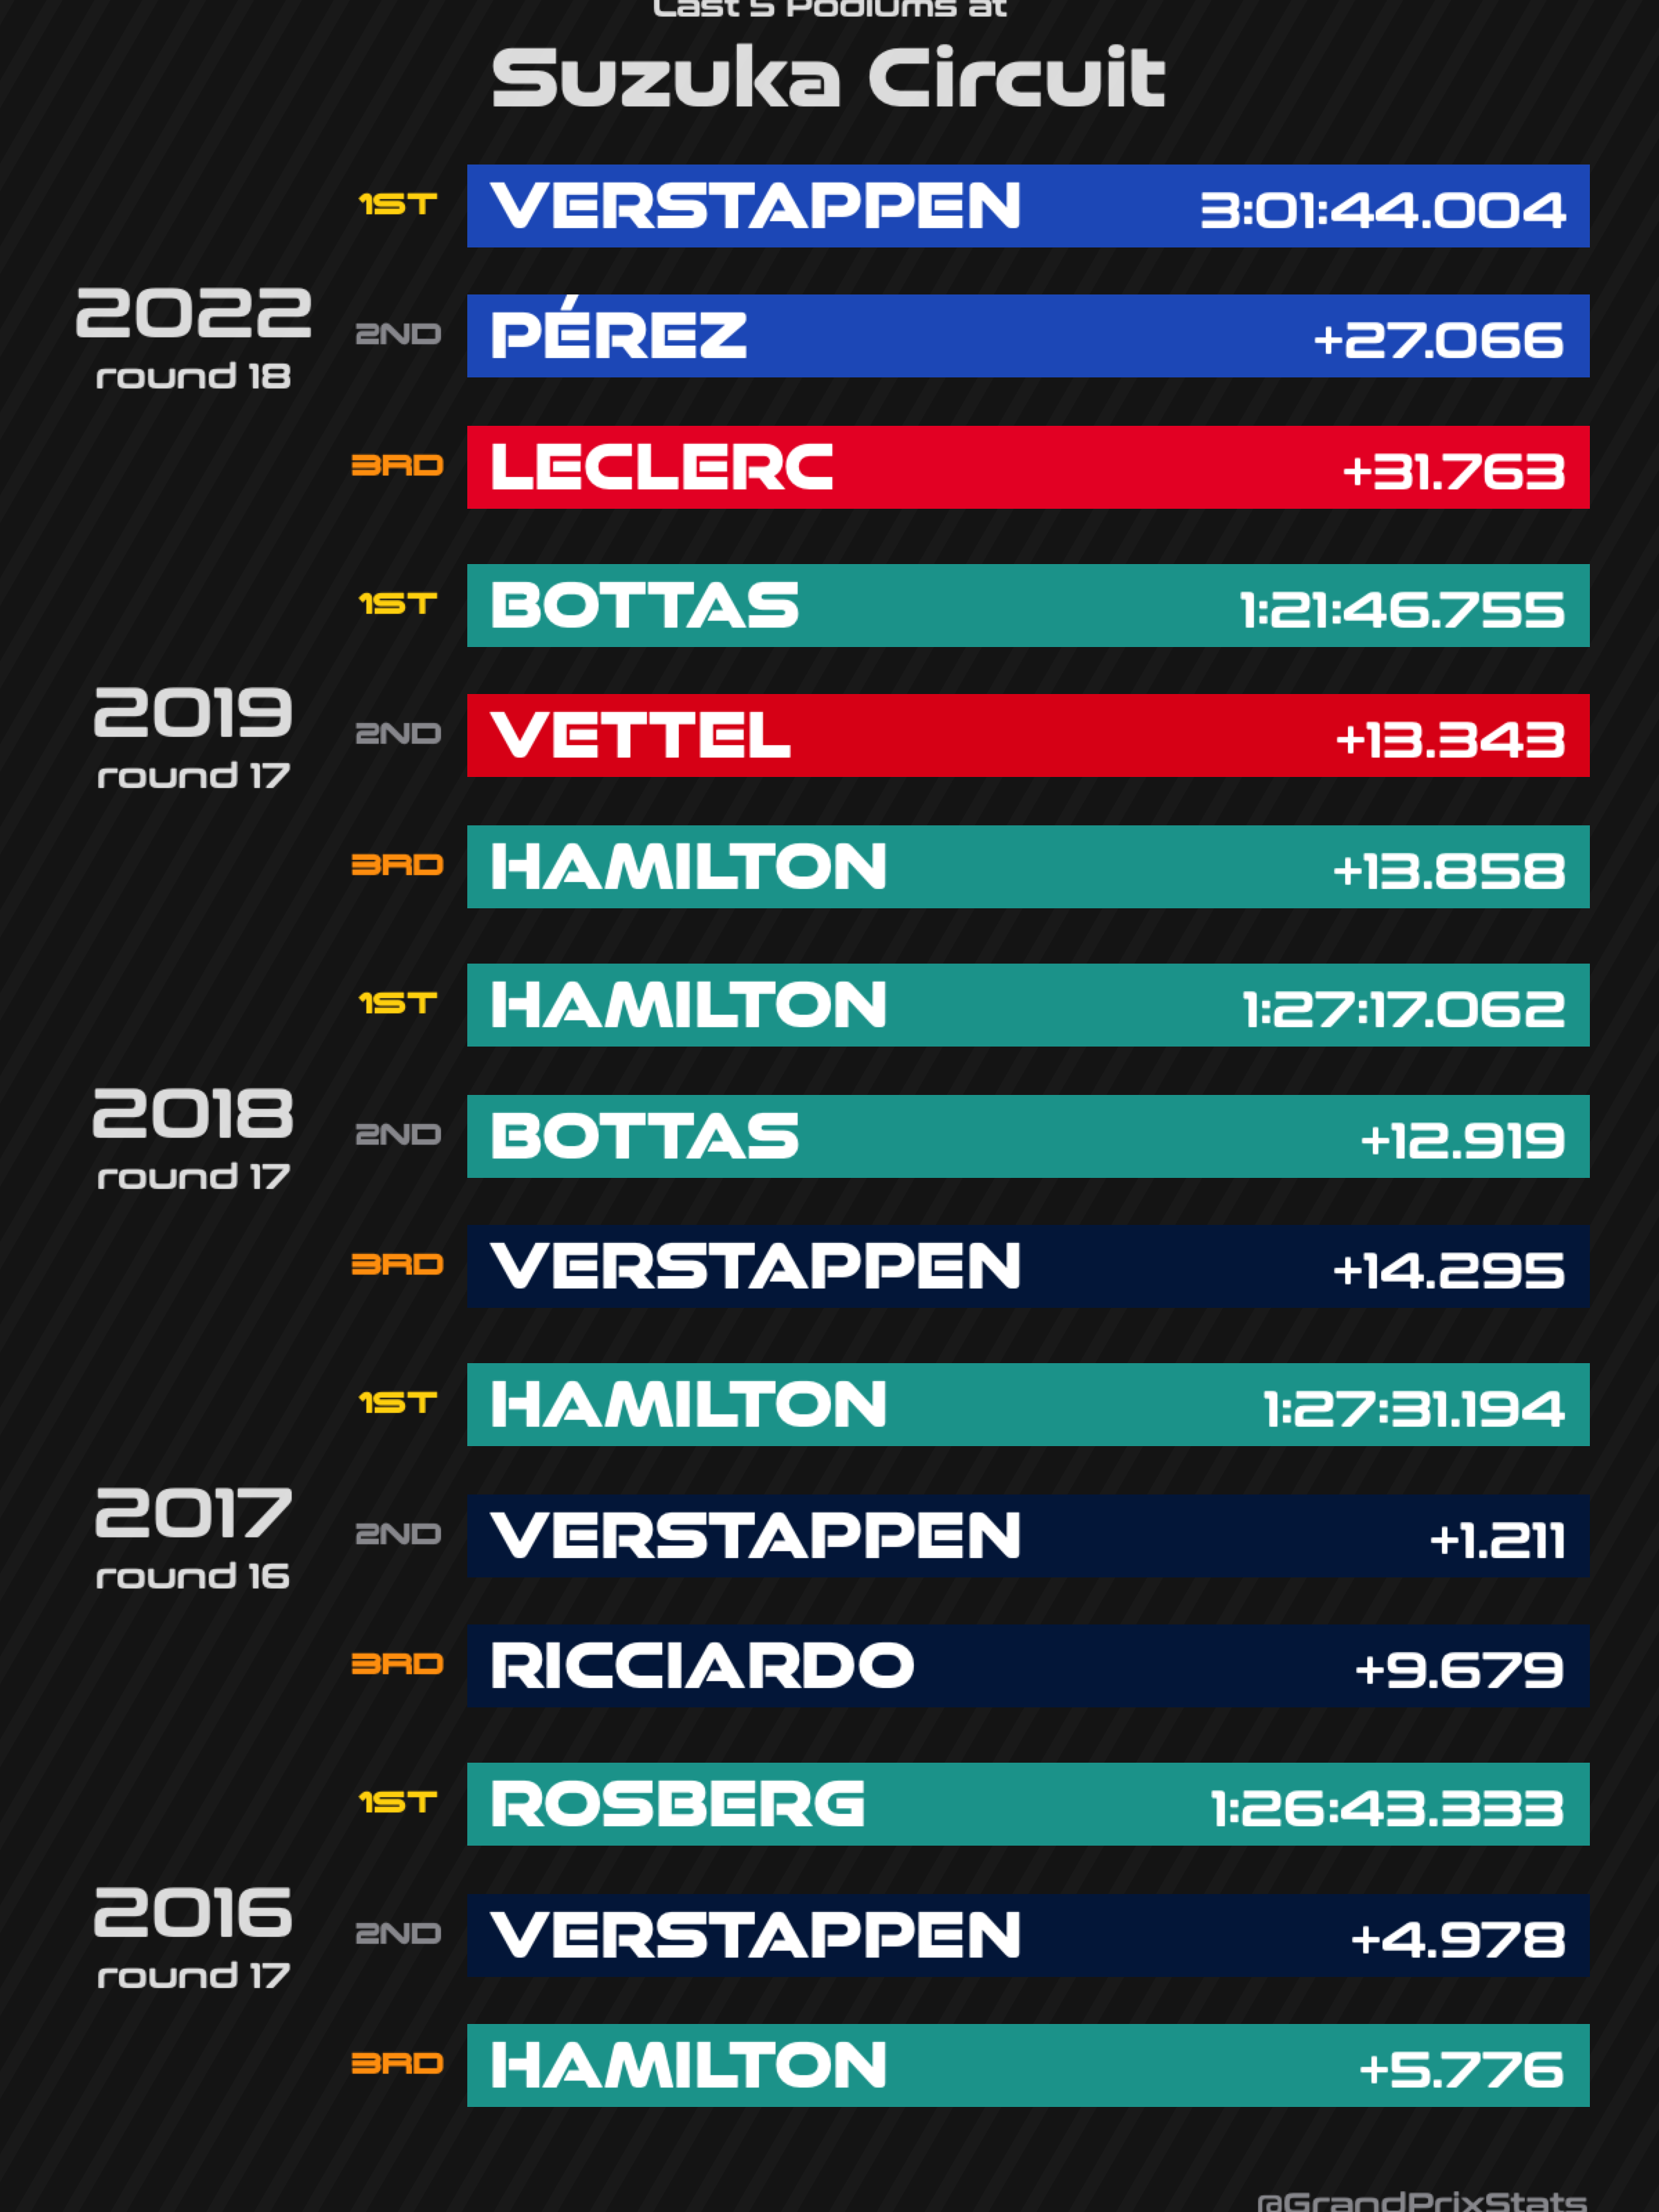 Last 5 Podiums at
Suzuka Circuit
1ST VERSTAPPEN 3:01:44.004
2022
round 18
2ND PÉREZ +27.066
3RD LECLERC +31.763
1ST BOTTAS 1:21:46.755
2019
round 17
2ND VETTEL +13.343
3RD HAMILTON +13.858
1ST HAMILTON 1:27:17.062
2018
round 17
2ND BOTTAS +12.919
3RD VERSTAPPEN +14.295
1ST HAMILTON 1:27:31.194
2017
round 16
2ND VERSTAPPEN +1.211
3RD RICCIARDO +9.679
1ST ROSBERG 1:26:43.333
2016
round 17
2ND VERSTAPPEN +4.978
3RD HAMILTON +5.776
@GrandPrixStats